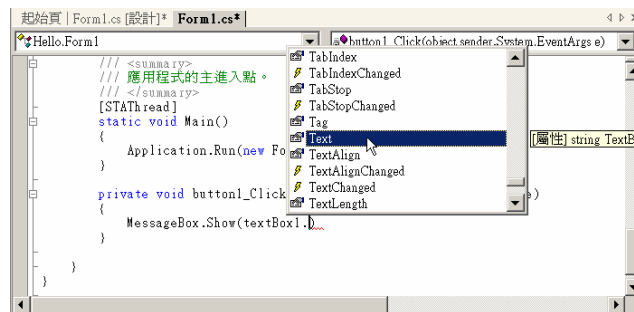 起始頁 Form1.cs [設計]* Form1.cs*
Hello.Form1 button1_Click(object sender,System.EventArgs e)
/// <summary>
/// 應用程式的主進入點。
/// </summary>
[STAThread]
static void Main()
{
Application.Run(new Fo
}
private void button1_Click e)
{
MessageBox.Show(textBox1.)
}
}
}
TabIndex
TabIndexChanged
TabStop
TabStopChanged
Tag
Text
TextAlign
TextAlignChanged
TextChanged
TextLength
[屬性] string TextB